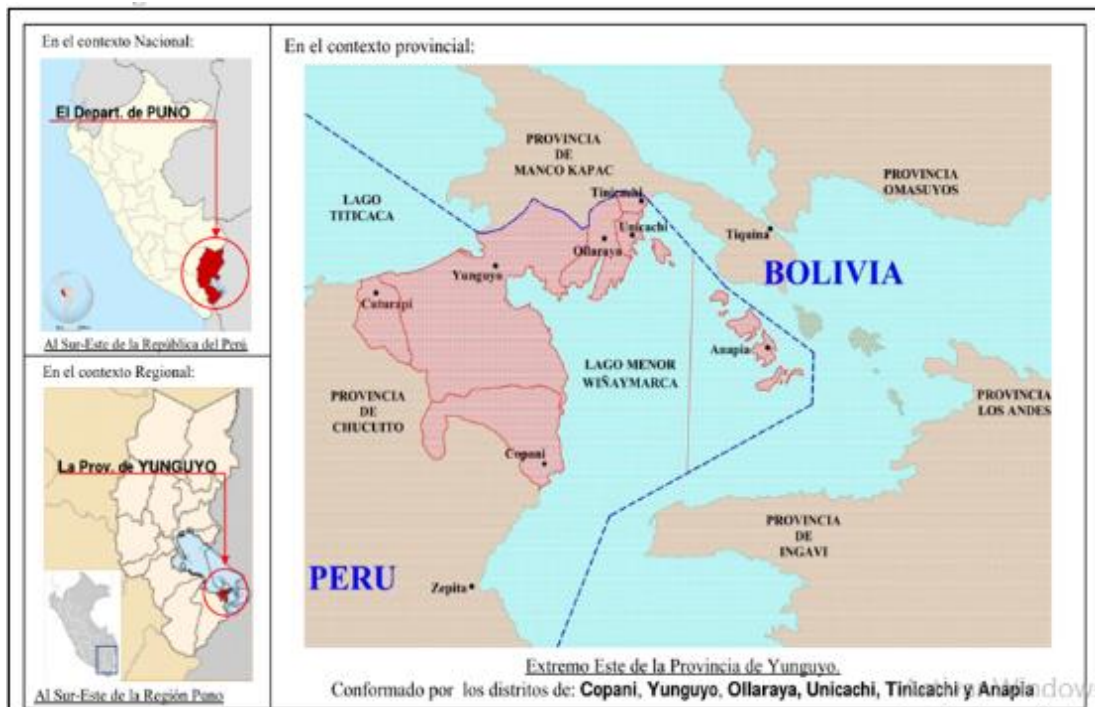 En el contexto Nacional:
El Depart. de PUNO
Al Sur-Este de la República del Perú
En el contexto Regional:
La Prov. de YUNGUYO
Al Sur-Este de la Región Puno
En el contexto provincial:
PROVINCIA
DE
MANCO KAPAC
PROVINCIA
OMASUYOS
LAGO
TITICACA
Tinicachi
Unicachi
Ollaraya
Tiquina
Yunguyo
BOLIVIA
Cuturapi
Anapia
LAGO MENOR
WIÑAYMARCA
PROVINCIA
DE
CHUCUITO
PROVINCIA
LOS ANDES
Copani
PROVINCIA
DE
INGAVI
PERU
Zepita
Extremo Este de la Provincia de Yunguyo.
Conformado por los distritos de: Copani, Yunguyo, Ollaraya, Unicachi, Tinicachi y Anapia
Windows